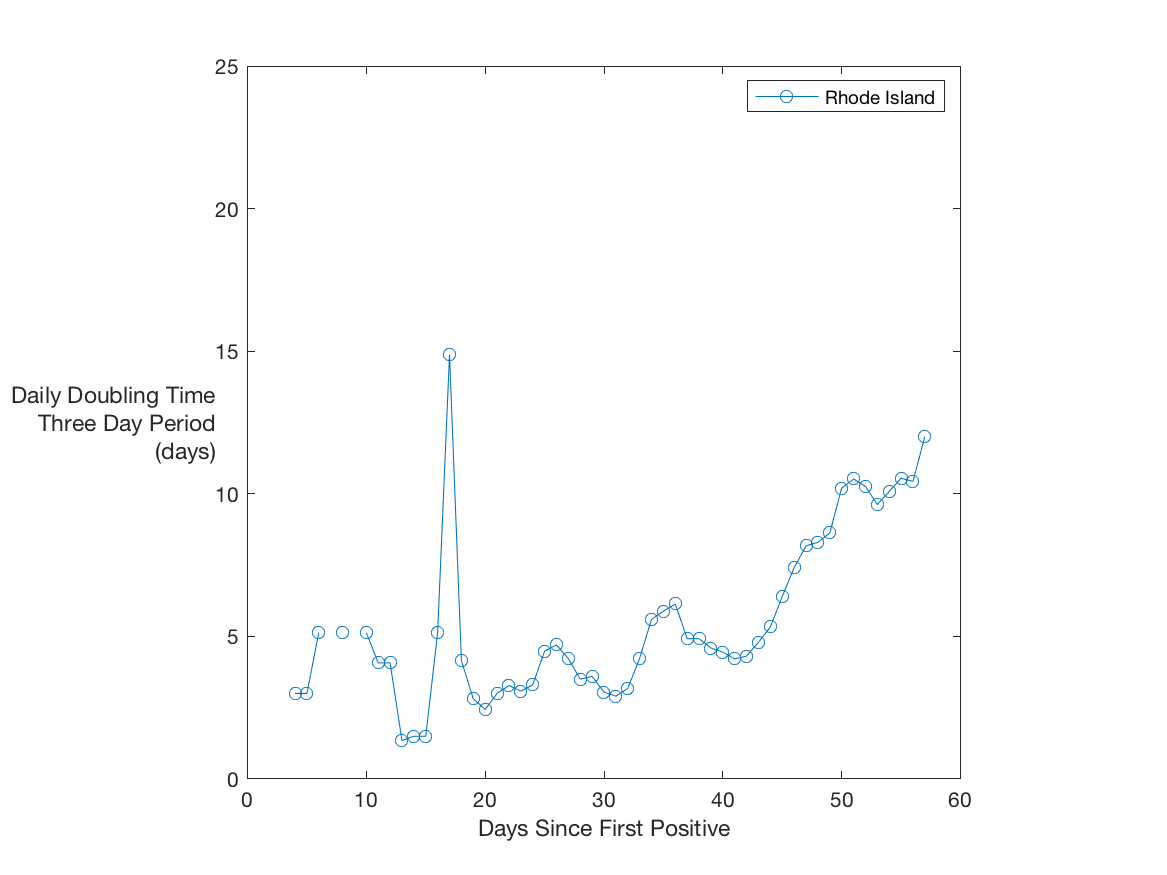 25
Rhode Island
20
15
Daily Doubling Time
Three Day Period
(days)
10
5
0
0 10 20 30 40 50 60
Days Since First Positive